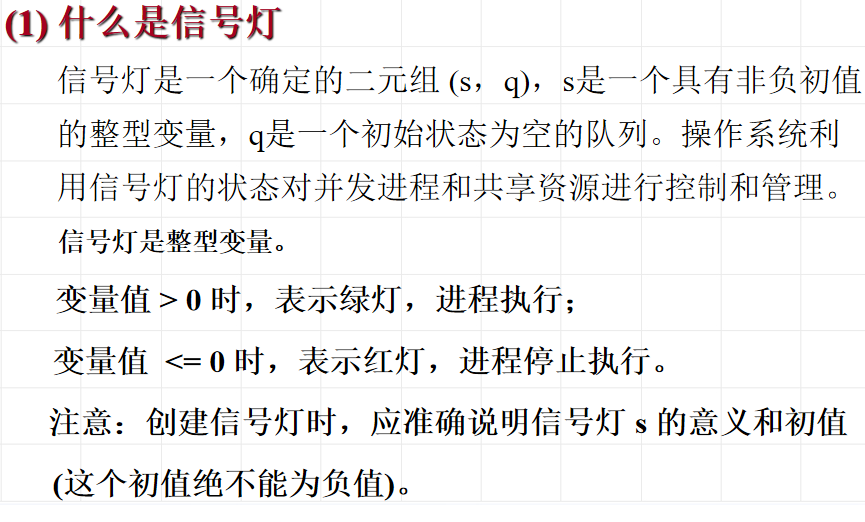 (1) 什么是信号灯
信号灯是一个确定的二元组 (s，q)，s是一个具有非负初值
的整型变量，q是一个初始状态为空的队列。操作系统利
用信号灯的状态对并发进程和共享资源进行控制和管理。
信号灯是整型变量。
变量值 > 0 时，表示绿灯，进程执行；
变量值 <= 0 时，表示红灯，进程停止执行。
注意：创建信号灯时，应准确说明信号灯 s 的意义和初值
(这个初值绝不能为负值)。